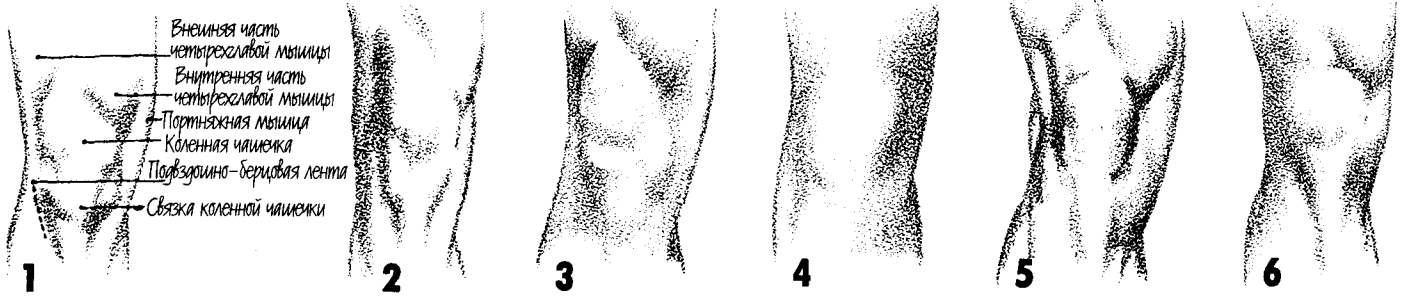 Внешняя часть
четырехглавой мышцы
Внутренняя часть
четырехглавой мышцы
Портняжная мышца
Коленная чашечка
Подвздошно-берцовая лента
Связка коленной чашечки
1
2
3
4
5
6